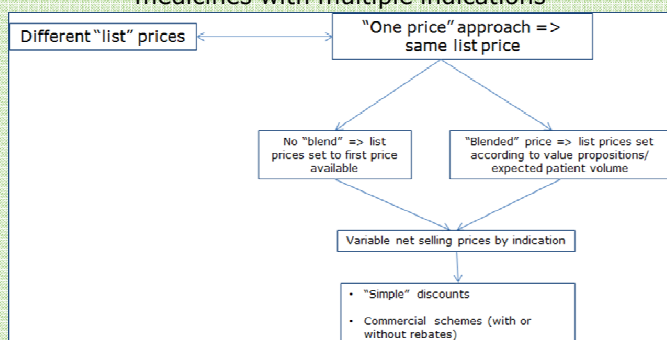 medicines with multiple indications
Different "list" prices
"One price" approach =>
same list price
No "blend" => list
prices set to first price
available
"Blended" price => list prices set
according to value propositions/
expected patient volume
Variable net selling prices by indication
• "Simple" discounts
• Commercial schemes (with or
without rebates)